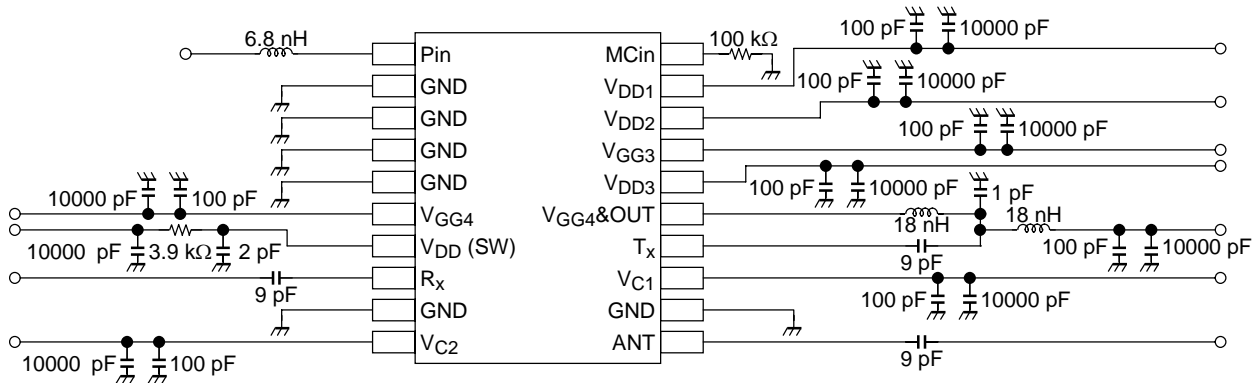 100 pF 10000 pF
6.8 nH Pin MCin 100 kΩ
GND VDD1 100 pF 10000 pF
GND VDD2
GND VGG3 100 pF 10000 pF
GND VDD3
10000 pF 100 pF 100 pF 10000 pF 1 pF
VGG4 VGG4&OUT 18 nH 18 nH
10000 pF 3.9 kΩ 2 pF VDD (SW) Tx 9 pF 100 pF 10000 pF
9 pF Rx VC1 100 pF 10000 pF
GND GND
10000 pF 100 pF VC2 ANT 9 pF